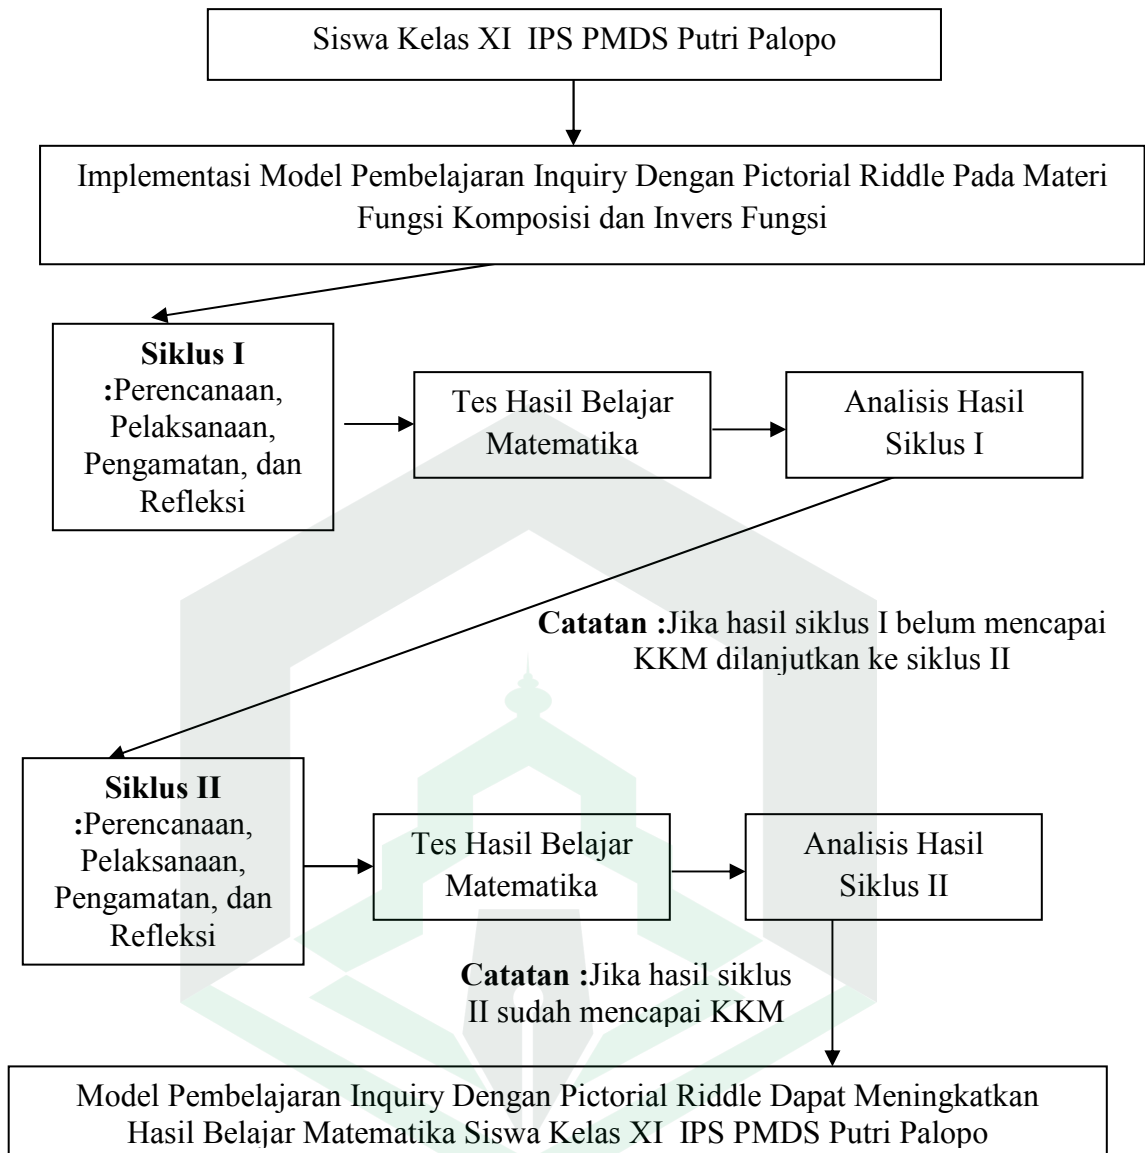 Siswa Kelas XI  IPS PMDS Putri Palopo
Implementasi Model Pembelajaran Inquiry Dengan Pictorial Riddle Pada Materi
Fungsi Komposisi dan Invers Fungsi
Siklus I
:Perencanaan,
Pelaksanaan,
Pengamatan, dan
Refleksi
Tes Hasil Belajar
Matematika
Analisis Hasil
Siklus I
Catatan :Jika hasil siklus I belum mencapai
KKM dilanjutkan ke siklus II
Siklus II
:Perencanaan,
Pelaksanaan,
Pengamatan, dan
Refleksi
Tes Hasil Belajar
Matematika
Analisis Hasil
Siklus II
Catatan :Jika hasil siklus
II sudah mencapai KKM
Model Pembelajaran Inquiry Dengan Pictorial Riddle Dapat Meningkatkan
Hasil Belajar Matematika Siswa Kelas XI  IPS PMDS Putri Palopo